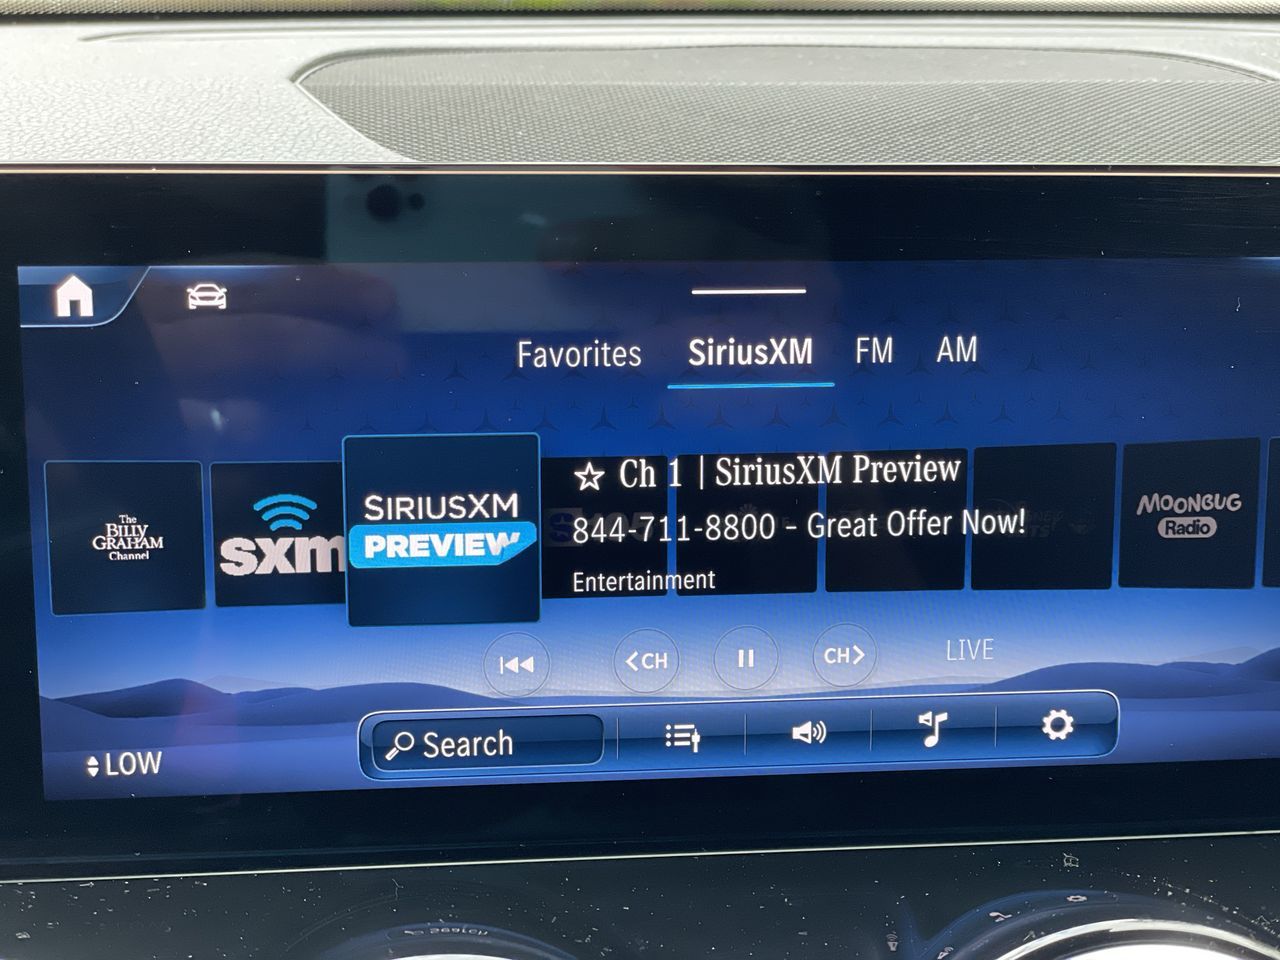 Favorites SiriusXM FM AM
The
BILLY
GRAHAM
Channel
sxm
SIRIUSXM
PREVIEW
Ch 1 | SiriusXM Preview
844-711-8800 - Great Offer Now!
Entertainment
MOONBUG
Radio
<CH
CH>
LIVE
LOW
Search